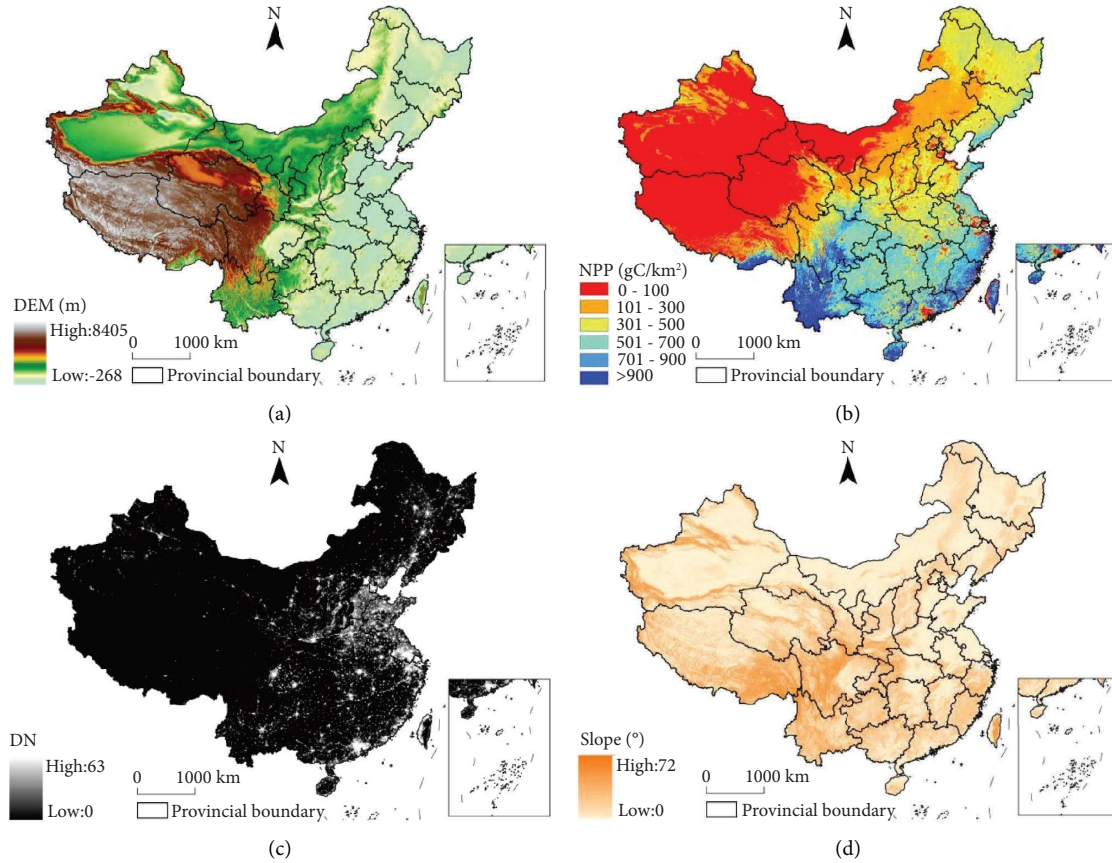 N
DEM (m)
High:8405
Low:-268
0 1000 km
Provincial boundary
(a)
N
NPP (gC/km²)
0 - 100
101 - 300
301 - 500
501 - 700
701 - 900
>900
0 1000 km
Provincial boundary
(b)
N
DN
High:63
Low:0
0 1000 km
Provincial boundary
(c)
N
Slope (°)
High:72
Low:0
0 1000 km
Provincial boundary
(d)